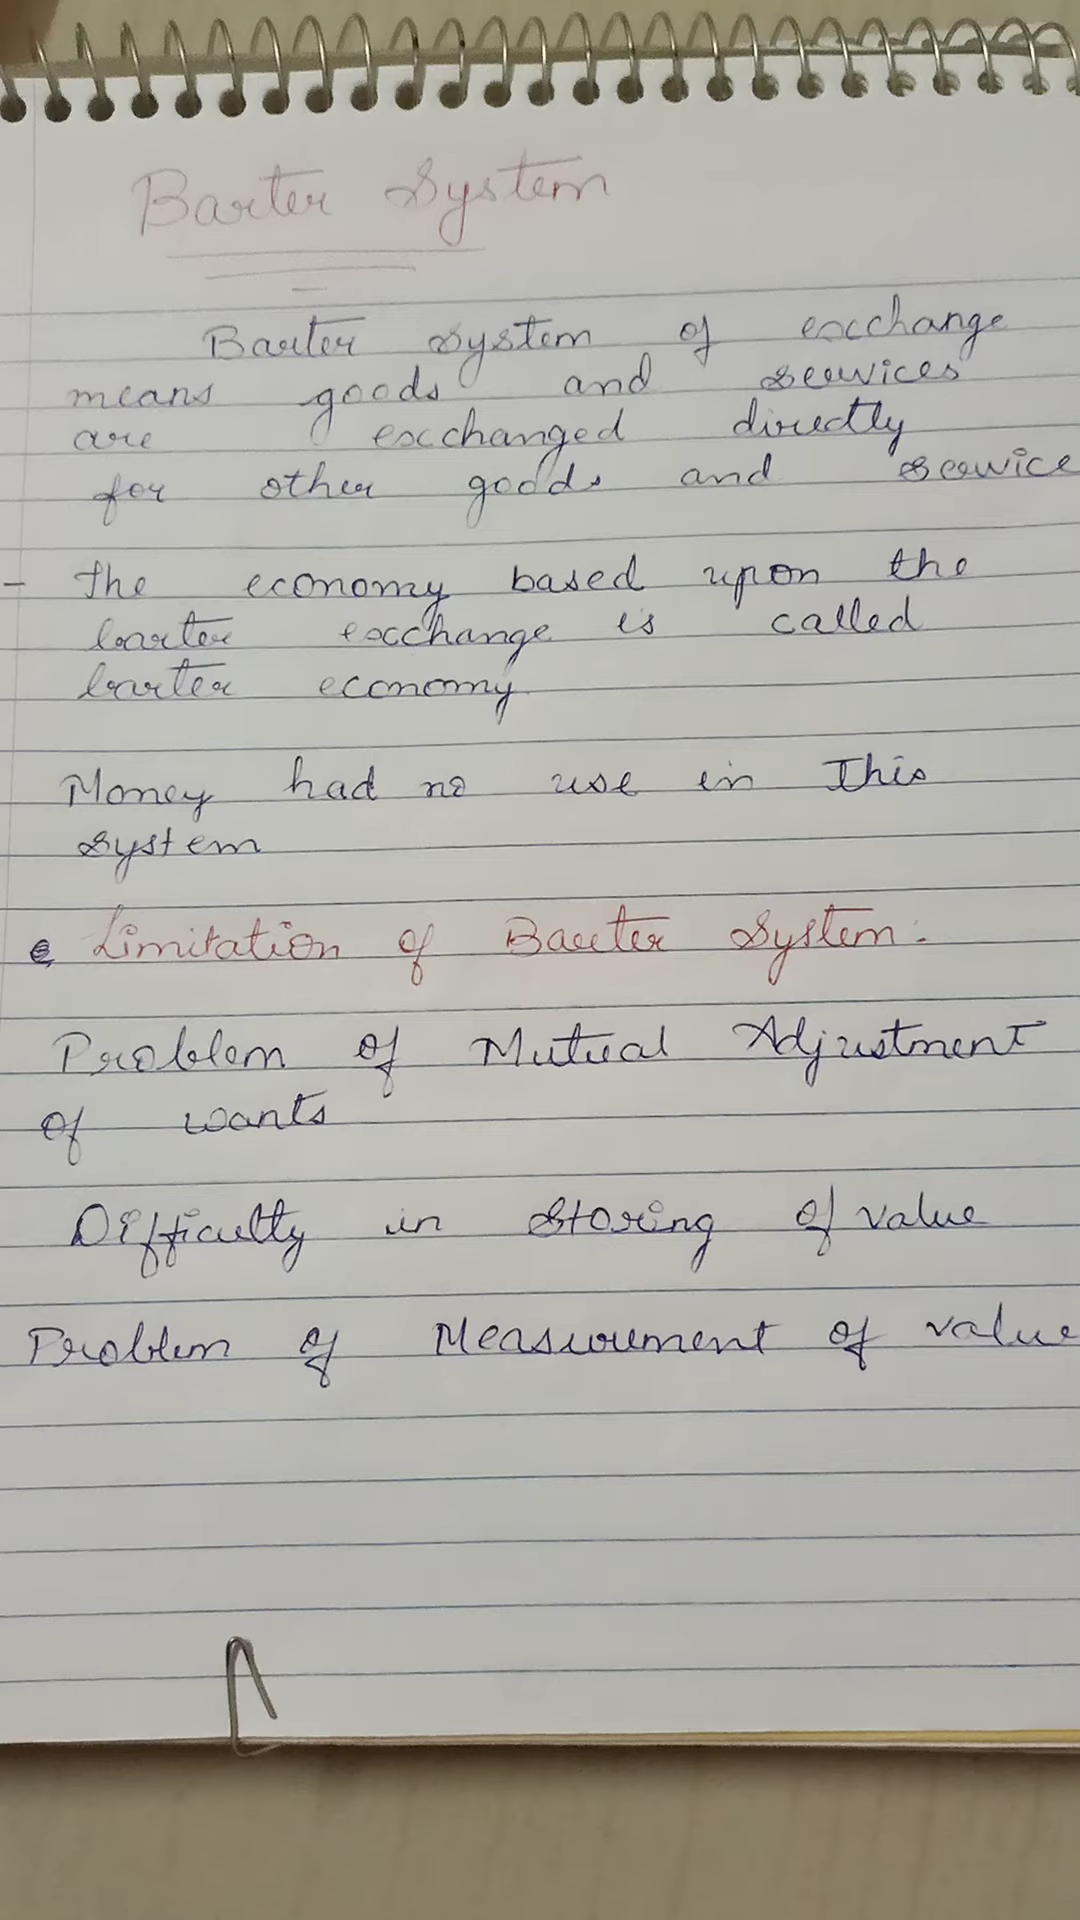 Barter System
Barter system of exchange
means goods and services
are exchanged directly
for other goods and service
- the economy based upon the
barter exchange is called
barter economy.
Money had no use in This
system
Limitation of Barter System:
Problem of Mutual Adjustment
of wants
Difficulty in Storing of value
Problem of Measurement of value